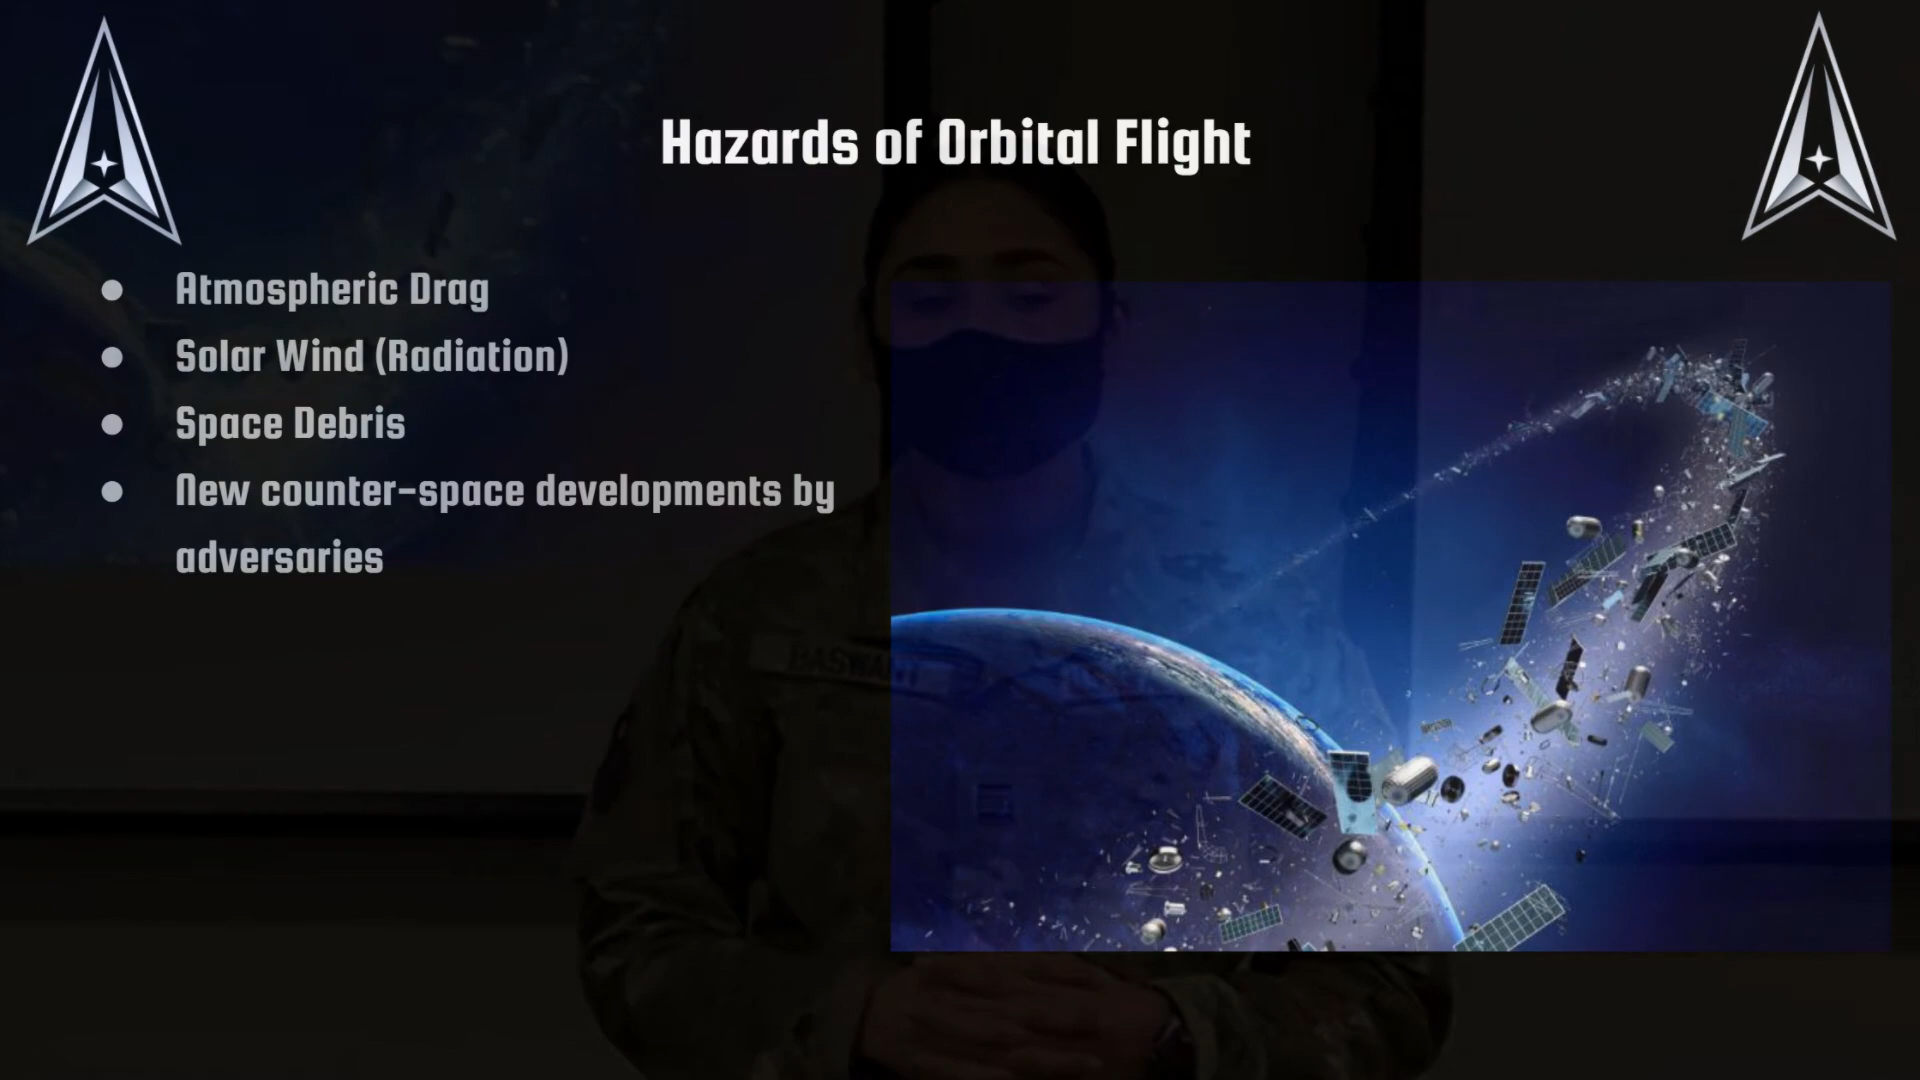 Hazards of Orbital Flight
Atmospheric Drag
Solar Wind (Radiation)
Space Debris
New counter-space developments by
adversaries